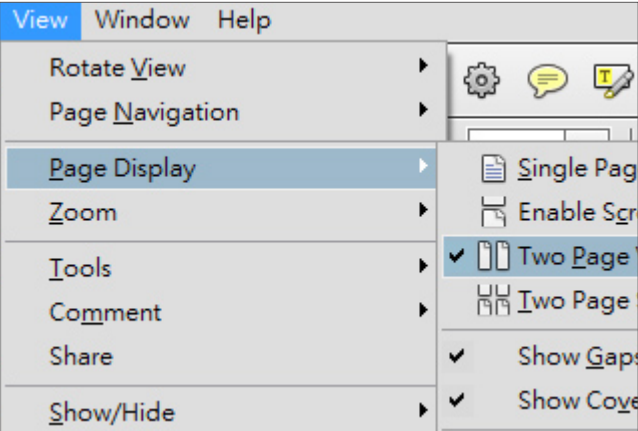 View Window Help
Rotate View
Page Navigation
Page Display
Zoom
Tools
Comment
Share
Show/Hide
T
Single Pag
Enable Scr
Two Page
Two Page
Show Gaps
Show Cove